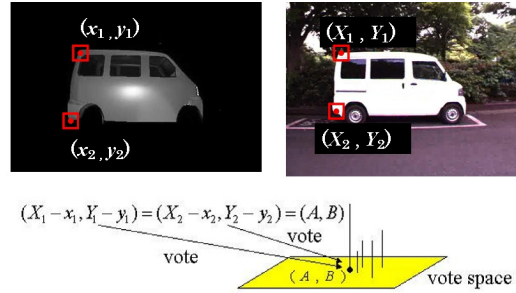 (x₁ , y₁)
(x₂ , y₂)
(X₁ , Y₁)
(X₂ , Y₂)
(X₁ − x₁, Y₁ − y₁) = (X₂ − x₂, Y₂ − y₂) = (A, B)
vote
vote
(A , B)
vote space